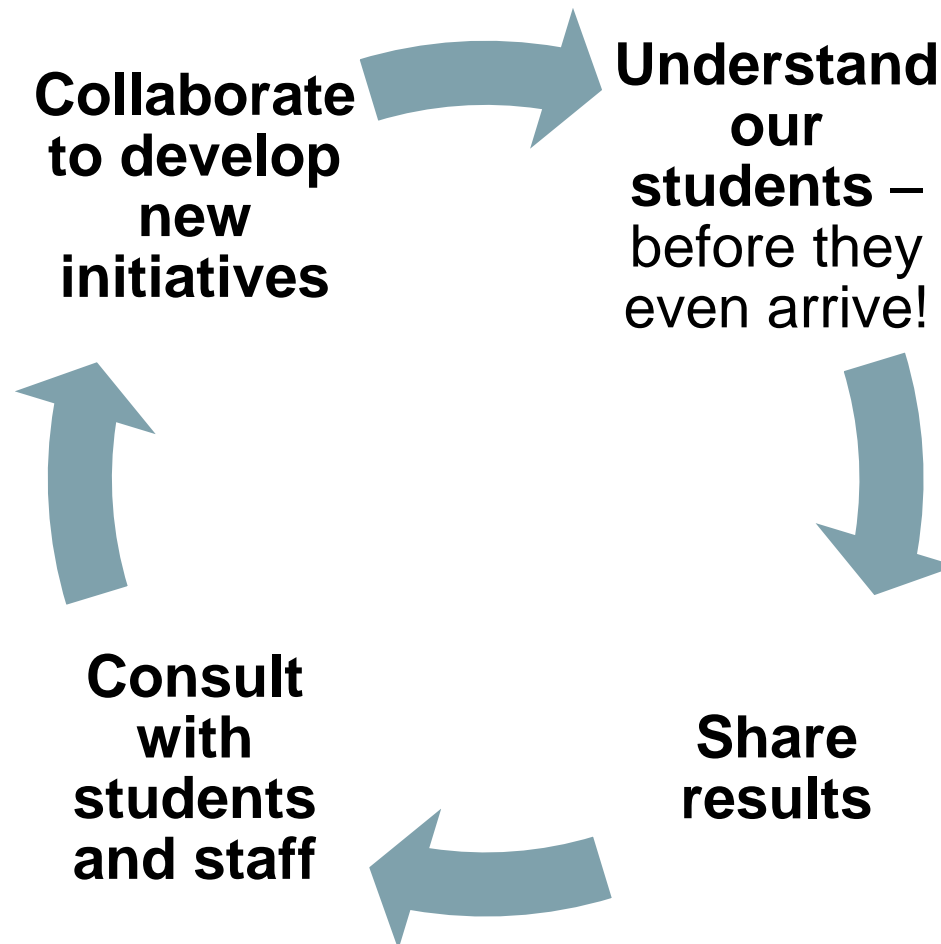 Collaborate
to develop
new
initiatives
Understand
our
students –
before they
even arrive!
Share
results
Consult
with
students
and staff